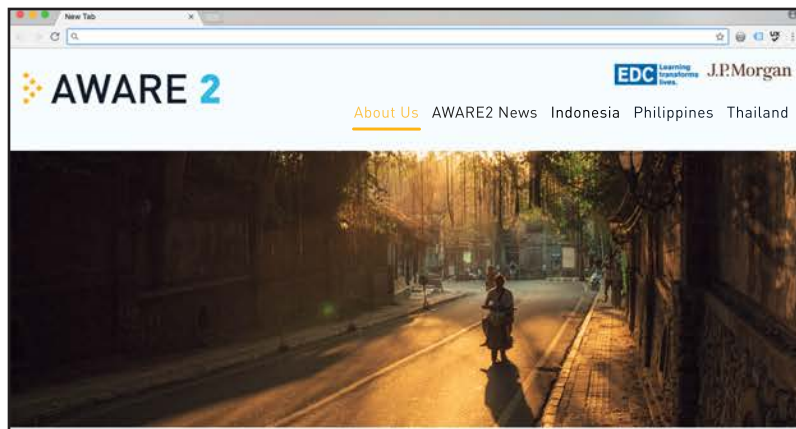 New Tab
EDC Learning transforms lives. J.P.Morgan
AWARE 2
About Us AWARE2 News Indonesia Philippines Thailand